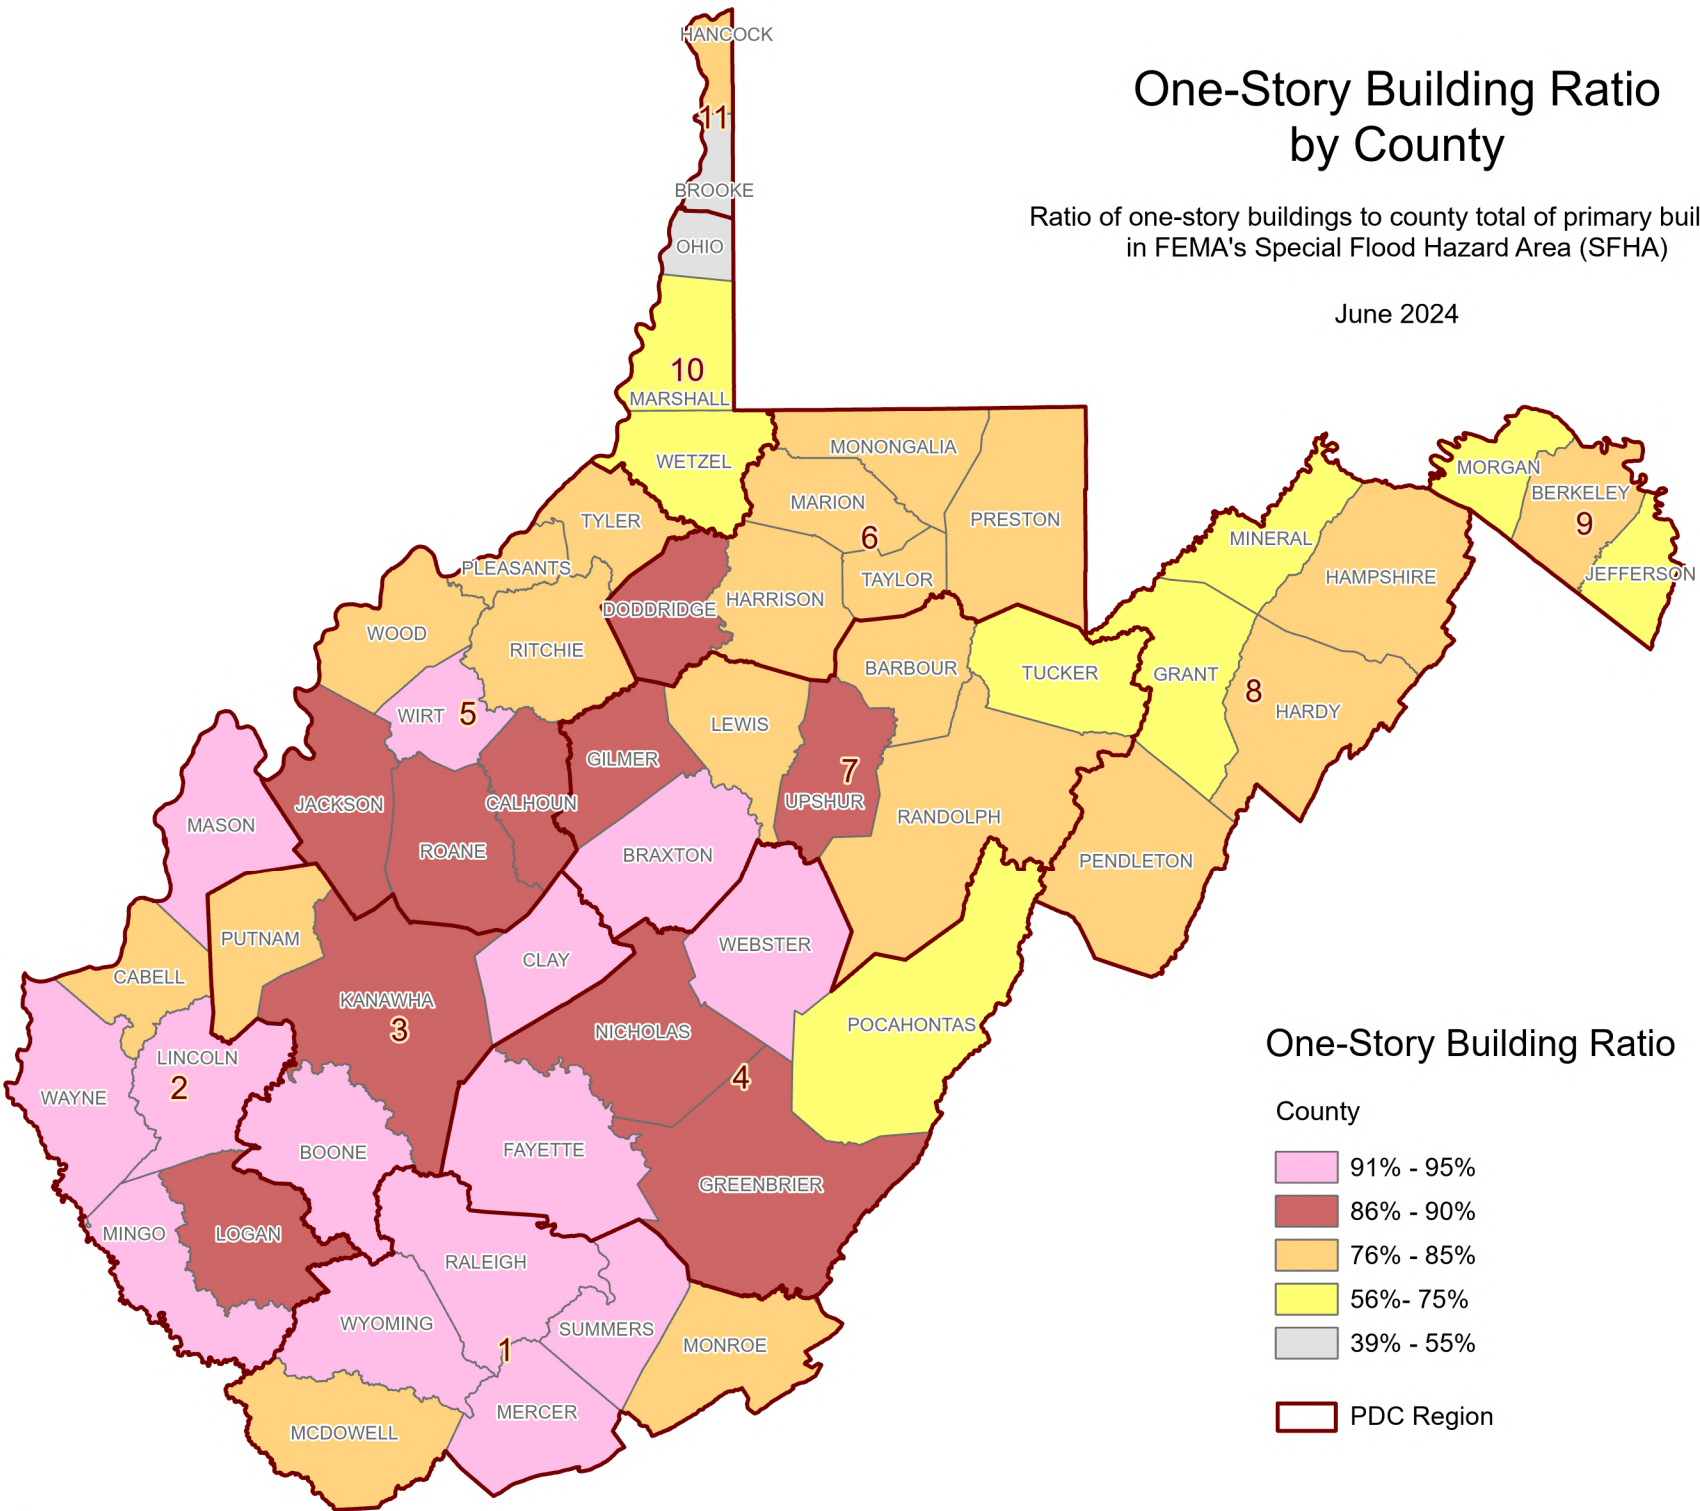 One-Story Building Ratio
by County
Ratio of one-story buildings to county total of primary buil
in FEMA's Special Flood Hazard Area (SFHA)
June 2024
HANCOCK
11
BROOKE
OHIO
10
MARSHALL
WETZEL
MONONGALIA
MARION
PRESTON
6
TAYLOR
TYLER
PLEASANTS
DODDRIDGE
HARRISON
WOOD
RITCHIE
MORGAN
BERKELEY
9
JEFFERSON
MINERAL
HAMPSHIRE
BARBOUR
TUCKER
GRANT
8
HARDY
WIRT
5
LEWIS
GILMER
7
UPSHUR
JACKSON
CALHOUN
RANDOLPH
MASON
ROANE
BRAXTON
PENDLETON
PUTNAM
WEBSTER
CLAY
CABELL
KANAWHA
3
NICHOLAS
POCAHONTAS
LINCOLN
2
4
WAYNE
BOONE
FAYETTE
GREENBRIER
MINGO
LOGAN
RALEIGH
WYOMING
SUMMERS
1
MONROE
MERCER
MCDOWELL
One-Story Building Ratio
County
91% - 95%
86% - 90%
76% - 85%
56%- 75%
39% - 55%
PDC Region